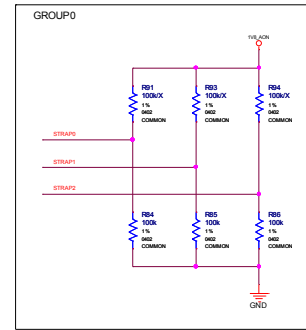 GROUP0
1V8_AON
R91
100k/X
1%
0402
COMMON
R93
100k/X
1%
0402
COMMON
R94
100k/X
1%
0402
COMMON
STRAP0
STRAP1
STRAP2
R84
100k
1%
0402
COMMON
R85
100k
1%
0402
COMMON
R86
100k
1%
0402
COMMON
GND